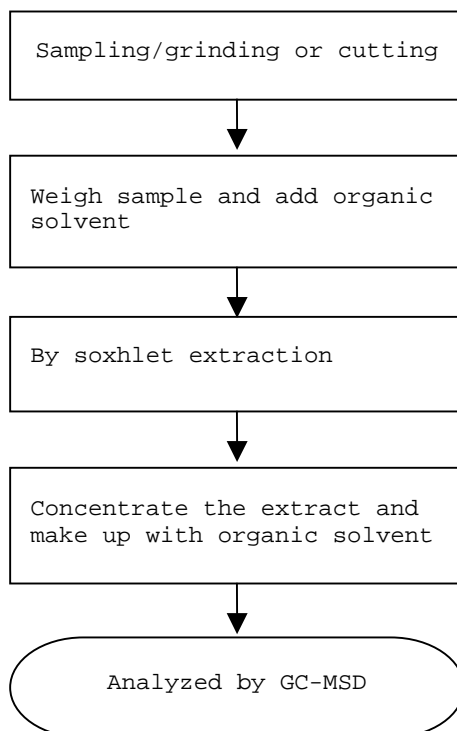 Sampling/grinding or cutting
Weigh sample and add organic
solvent
By soxhlet extraction
Concentrate the extract and
make up with organic solvent
Analyzed by GC-MSD